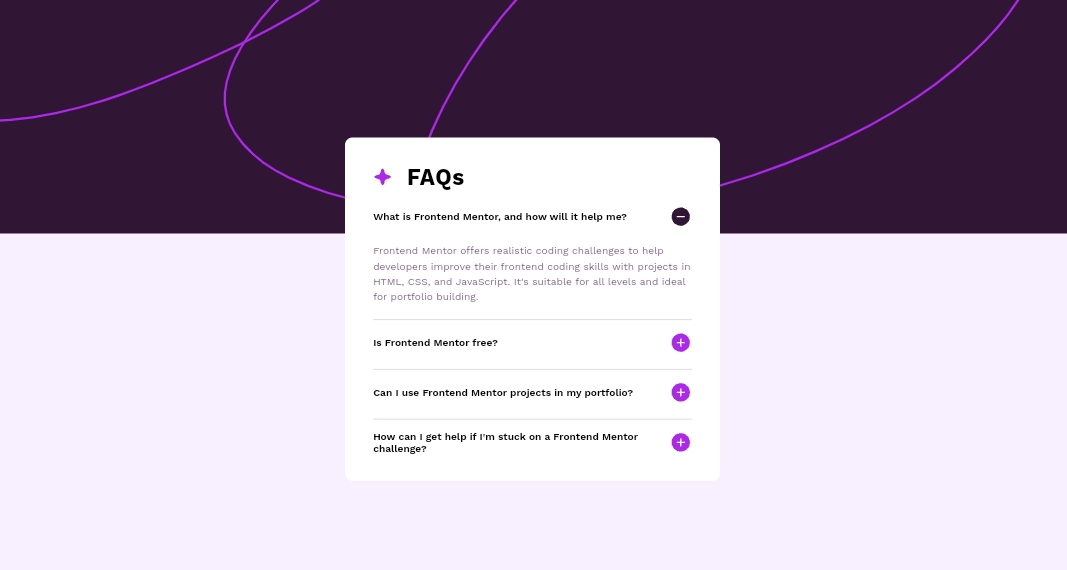 FAQs
What is Frontend Mentor, and how will it help me?
Frontend Mentor offers realistic coding challenges to help
developers improve their frontend coding skills with projects in
HTML, CSS, and JavaScript. It's suitable for all levels and ideal
for portfolio building.
Is Frontend Mentor free?
Can I use Frontend Mentor projects in my portfolio?
How can I get help if I'm stuck on a Frontend Mentor
challenge?